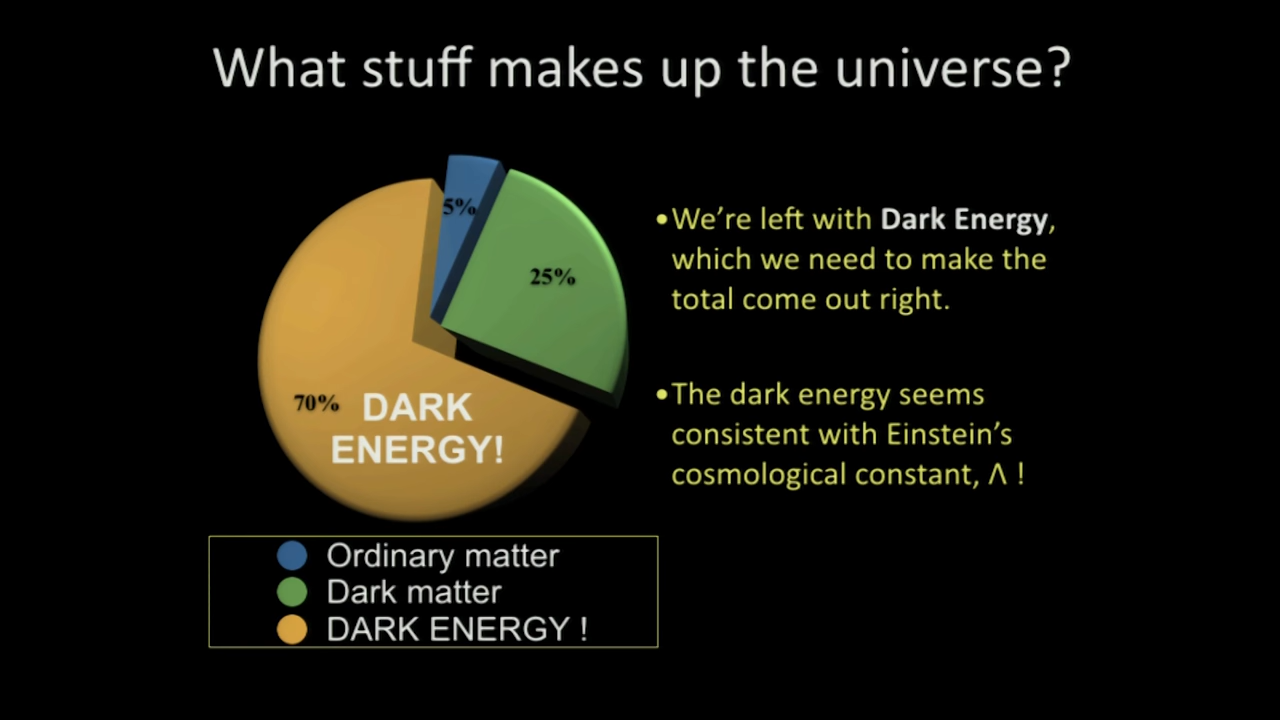 What stuff makes up the universe?
5%
25%
70%
DARK
ENERGY!
•We’re left with Dark Energy,
which we need to make the
total come out right.
•The dark energy seems
consistent with Einstein’s
cosmological constant, Λ !
Ordinary matter
Dark matter
DARK ENERGY !